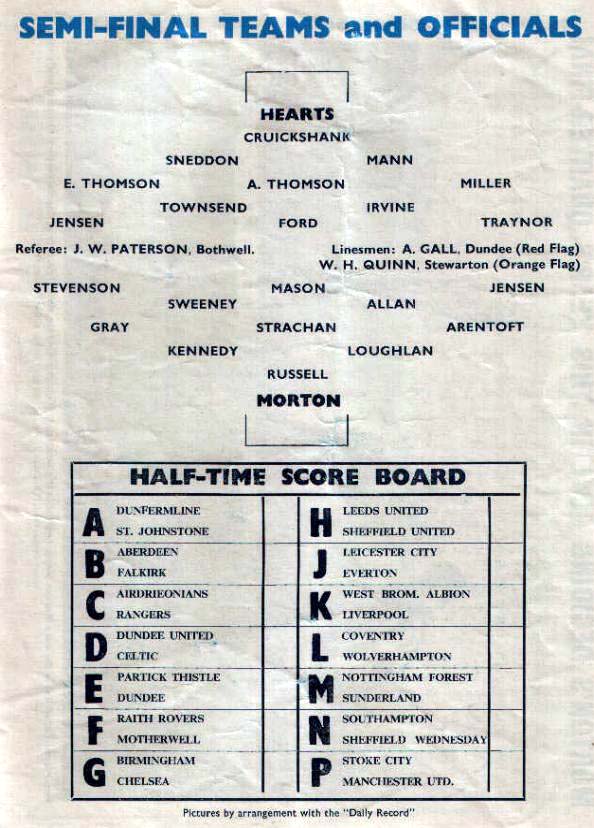 SEMI-FINAL TEAMS and OFFICIALS
HEARTS
CRUICKSHANK
SNEDDON MANN
E. THOMSON A. THOMSON MILLER
TOWNSEND IRVINE
JENSEN FORD TRAYNOR
Referee: J. W. PATERSON, Bothwell. Linesmen: A. GALL, Dundee (Red Flag)
W. H. QUINN, Stewarton (Orange Flag)
STEVENSON MASON JENSEN
SWEENEY ALLAN
GRAY STRACHAN ARENTOFT
KENNEDY LOUGHLAN
RUSSELL
MORTON
HALF-TIME SCORE BOARD
A DUNFERMLINE
ST. JOHNSTONE
B ABERDEEN
FALKIRK
C AIRDRIEONIANS
RANGERS
D DUNDEE UNITED
CELTIC
E PARTICK THISTLE
DUNDEE
F RAITH ROVERS
MOTHERWELL
G BIRMINGHAM
CHELSEA
H LEEDS UNITED
SHEFFIELD UNITED
J LEICESTER CITY
EVERTON
K WEST BROM. ALBION
LIVERPOOL
L COVENTRY
WOLVERHAMPTON
M NOTTINGHAM FOREST
SUNDERLAND
N SOUTHAMPTON
SHEFFIELD WEDNESDAY
P STOKE CITY
MANCHESTER UTD.
Pictures by arrangement with the "Daily Record"